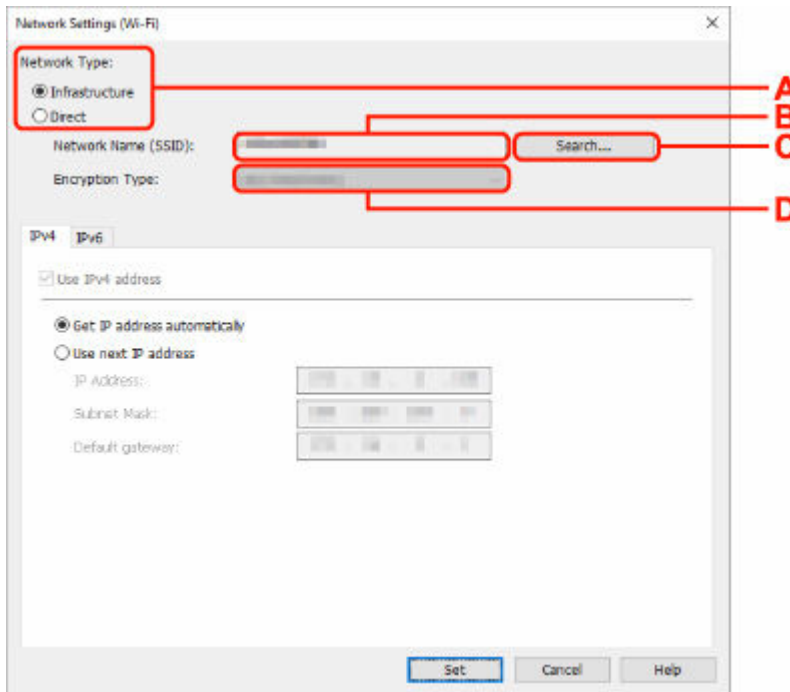 Network Settings (Wi-Fi)
Network Type:
Infrastructure
Direct
A
B
Network Name (SSID): Search... C
Encryption Type:
D
IPv4 IPv6
Use IPv4 address
Get IP address automatically
Use next IP address
IP Address:
Subnet Mask:
Default gateway:
Set Cancel Help